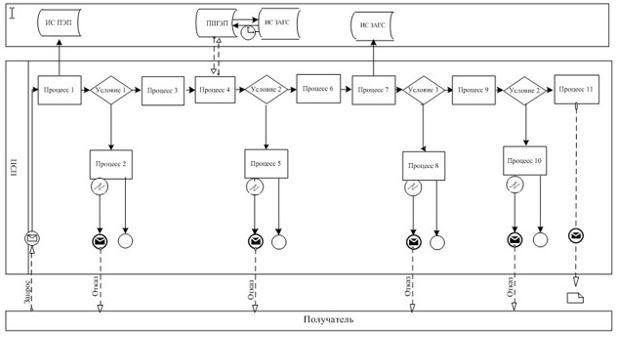 ИС ПЭП
ПШЭП
ИС ЗАГС
ИС ЗАГС
ПЭП
Процесс 1
Условие 1
Процесс 3
Процесс 4
Условие 2
Процесс 6
Процесс 7
Условие 3
Процесс 9
Условие 2
Процесс 11
Процесс 2
Процесс 5
Процесс 8
Процесс 10
Запрос
Отказ
Отказ
Отказ
Отказ
Получатель